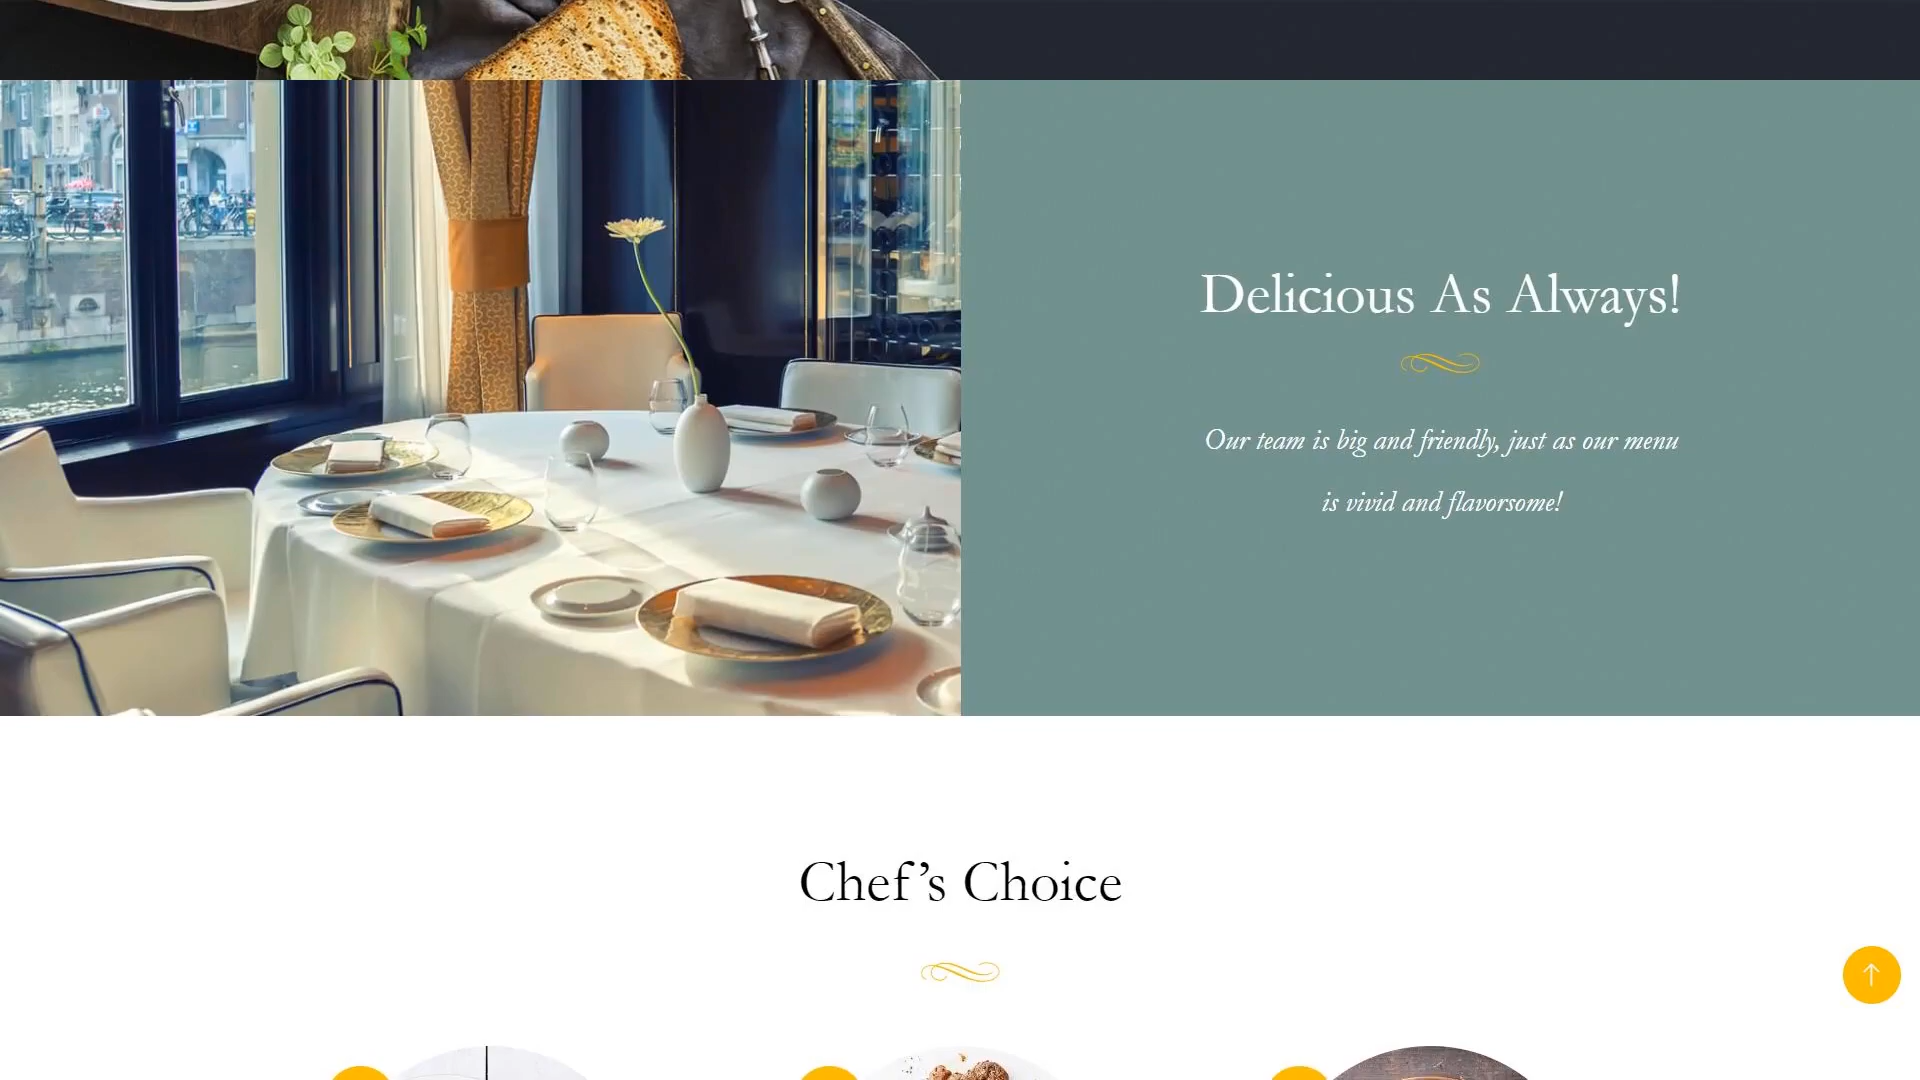 Delicious As Always!
Our team is big and friendly, just as our menu
is vivid and flavorsome!
Chef’s Choice